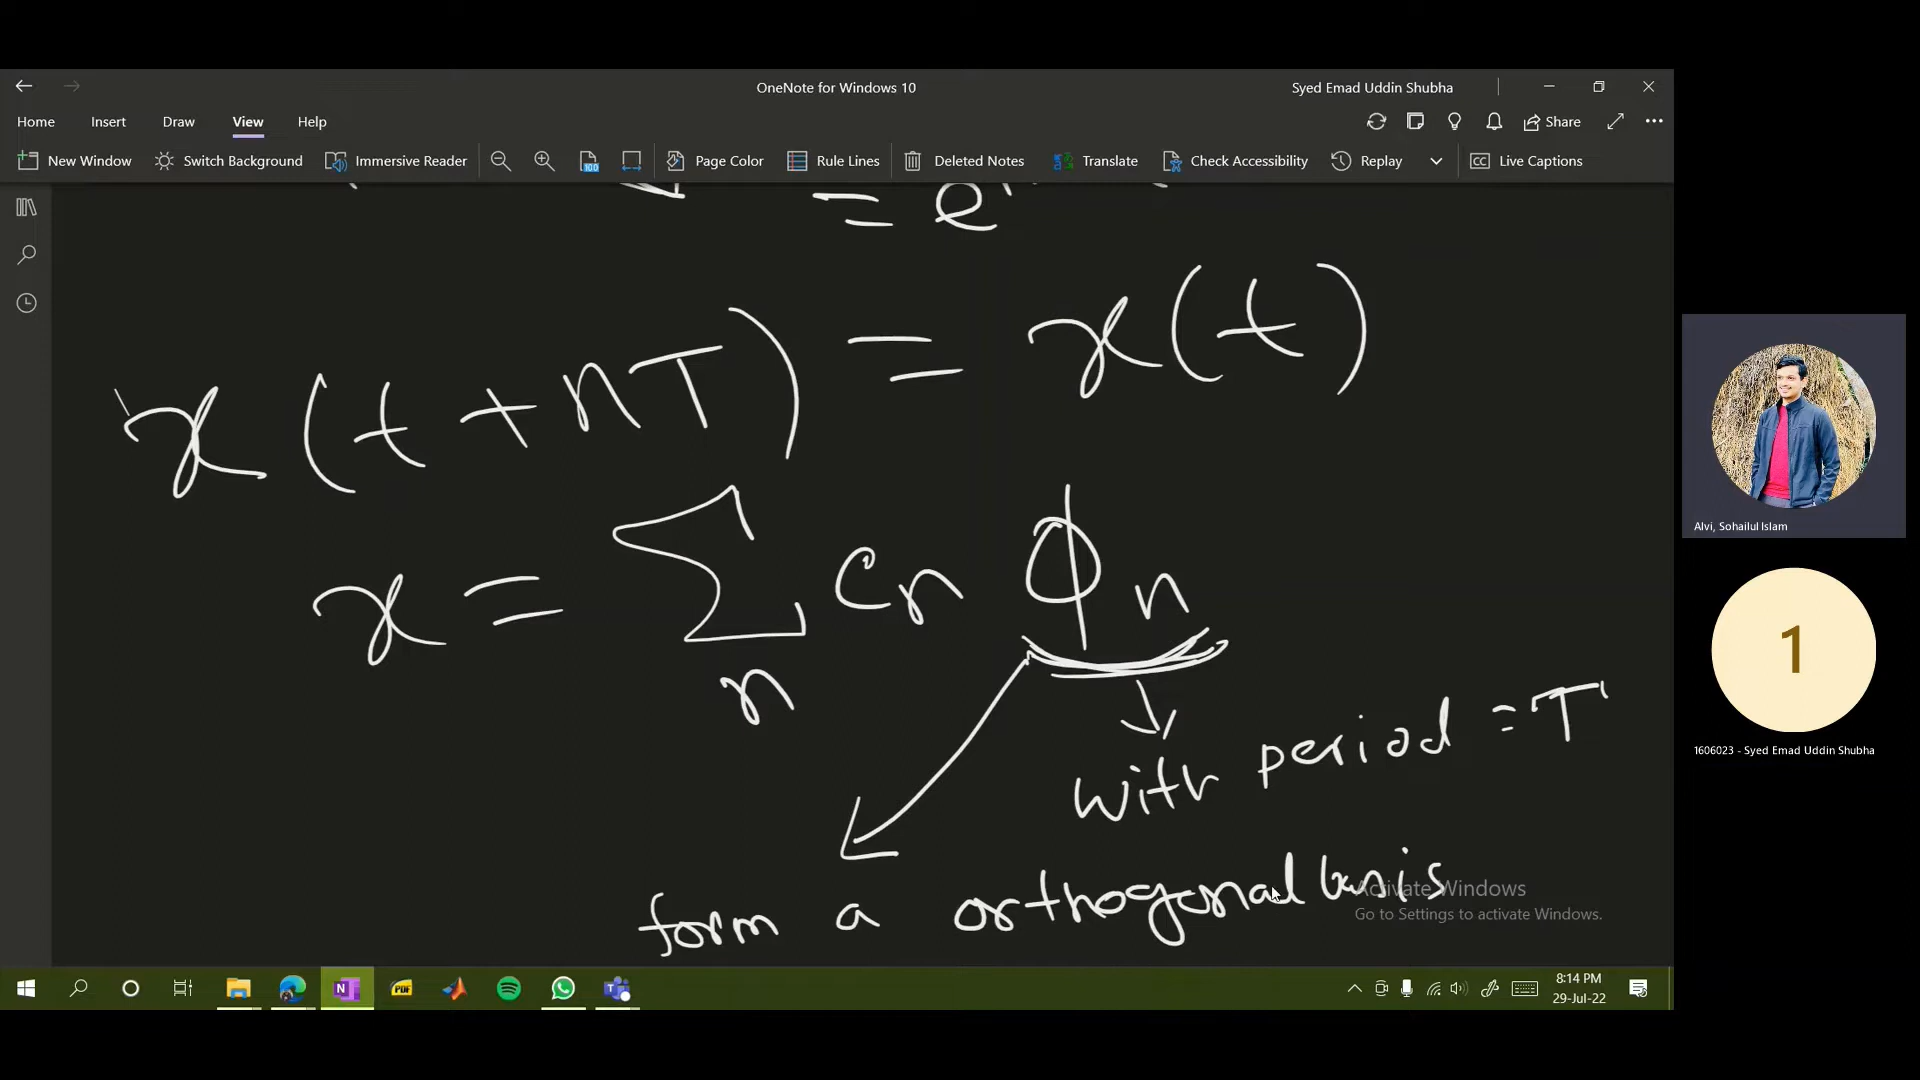 OneNote for Windows 10
Syed Emad Uddin Shubha
Home Insert Draw View Help
Share
New Window Switch Background Immersive Reader Page Color Rule Lines Deleted Notes Translate Check Accessibility Replay CC Live Captions
= e
x(t+nT) = x(t)
x = ∑ Cn ϕn
n
with period = T
form a orthogonal basis
Activate Windows
Go to Settings to activate Windows.
Alvi, Sohailul Islam
1
1606023 - Syed Emad Uddin Shubha
8:14 PM
29-Jul-22